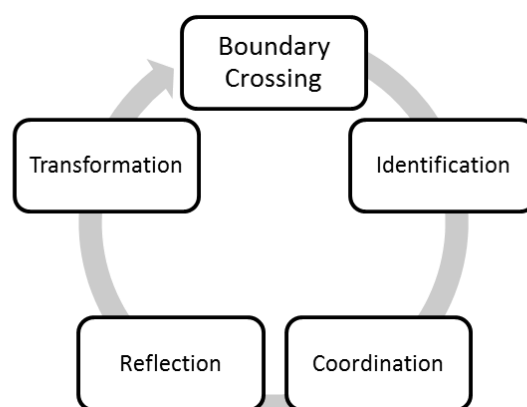 Boundary
Crossing
Identification
Coordination
Reflection
Transformation